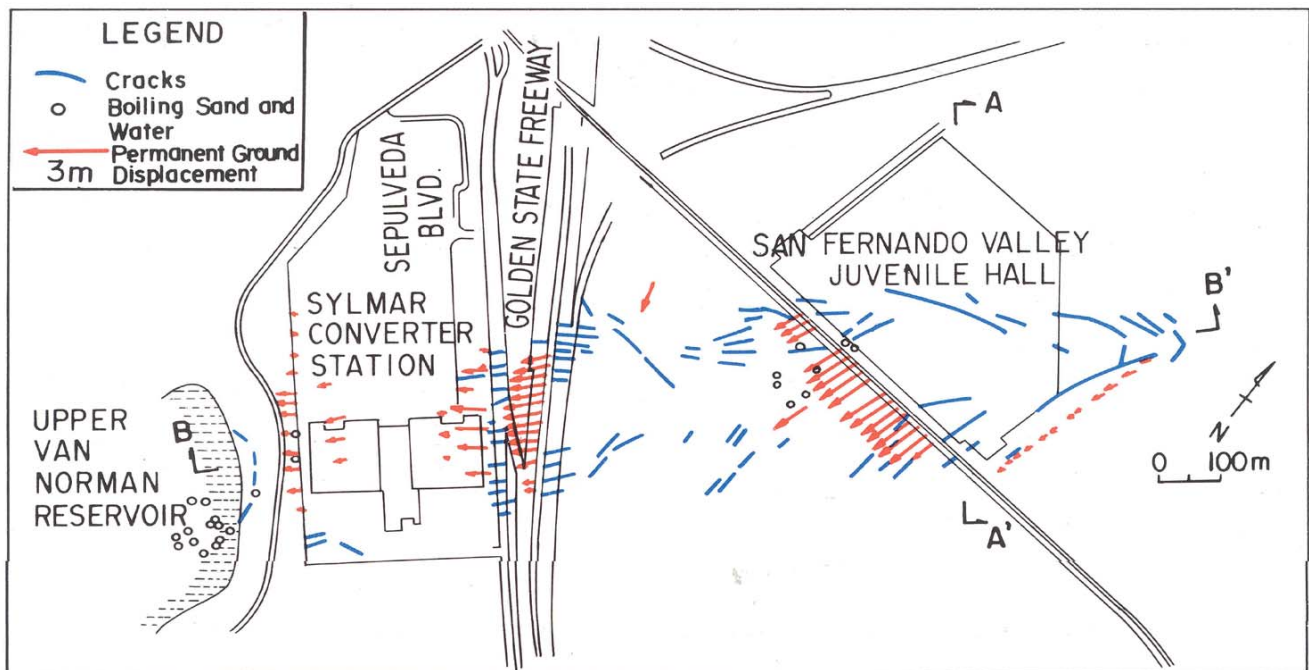 LEGEND
Cracks
Boiling Sand and
Water
Permanent Ground
3m Displacement
SEPULVEDA
BLVD.
GOLDEN STATE FREEWAY
A
SAN FERNANDO VALLEY
JUVENILE HALL
B'
SYLMAR
CONVERTER
STATION
UPPER
VAN
NORMAN
RESERVOIR
B
N
0 100m
A'